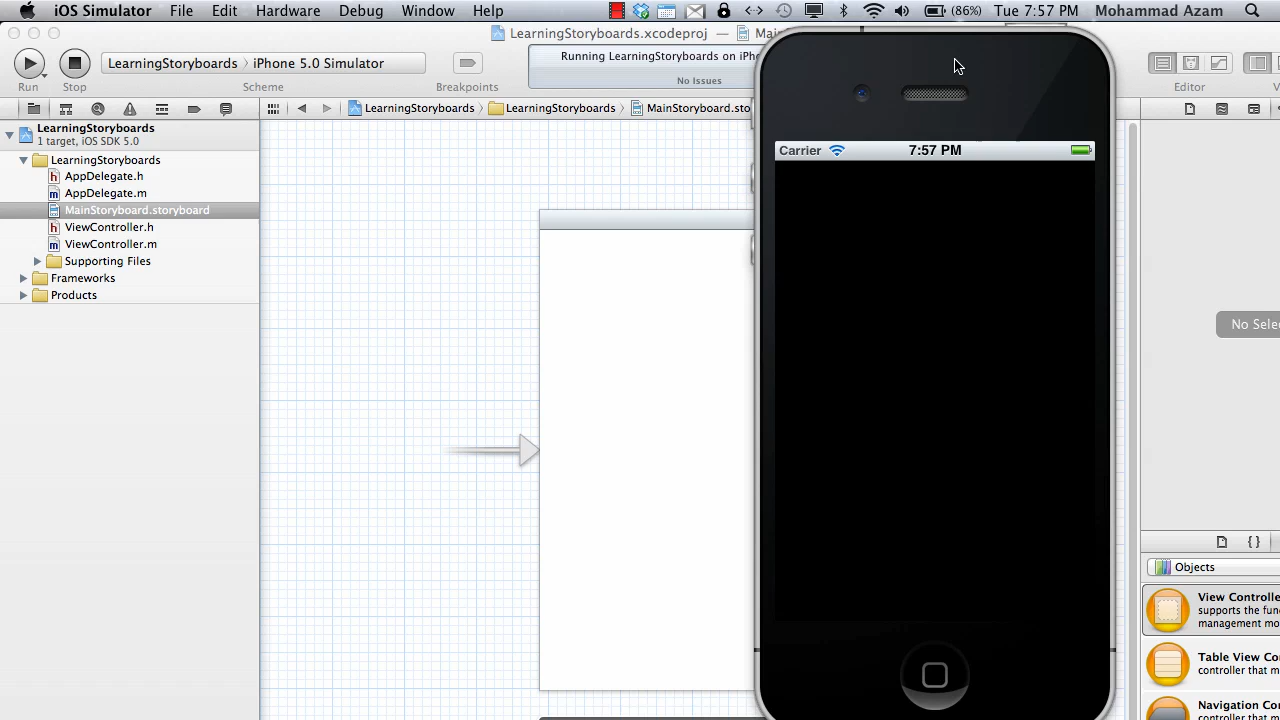 iOS Simulator File Edit Hardware Debug Window Help (86%) Tue 7:57 PM Mohammad Azam
LearningStoryboards.xcodeproj — Main
LearningStoryboards iPhone 5.0 Simulator
Running LearningStoryboards on iPho
No Issues
Run Stop Scheme Breakpoints Editor
LearningStoryboards LearningStoryboards MainStoryboard.sto
LearningStoryboards
1 target, iOS SDK 5.0
LearningStoryboards
h AppDelegate.h
m AppDelegate.m
MainStoryboard.storyboard
h ViewController.h
m ViewController.m
Supporting Files
Frameworks
Products
Carrier 7:57 PM
No Selec
{ }
Objects
View Controlle
supports the fun
management mo
Table View Co
controller that m
Navigation Co
controller that